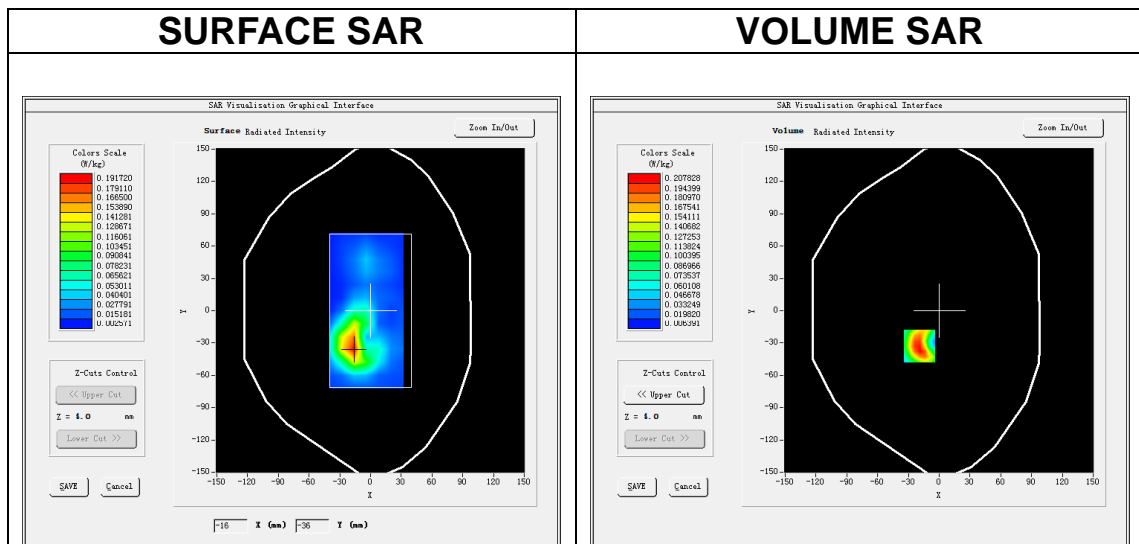 SURFACE SAR
VOLUME SAR
SAR Visualisation Graphical Interface
Surface Radiated Intensity
Zoom In/Out
Colors Scale
(W/kg)
0.191720
0.179110
0.166500
0.153890
0.141281
0.128671
0.116061
0.103451
0.090841
0.078231
0.065621
0.053011
0.040401
0.027791
0.015181
0.002571
150
120
90
60
30
0
-30
-60
-90
-120
-150
Y
-150 -120 -90 -60 -30 0 30 60 90 120 150
X
Z-Cuts Control
<< Upper Cut
Z = 4.0 mm
Lower Cut >>
SAVE Cancel
-16 X (mm) -36 Y (mm)
SAR Visualisation Graphical Interface
Volume Radiated Intensity
Zoom In/Out
Colors Scale
(W/kg)
0.207828
0.194399
0.180970
0.167541
0.154111
0.140682
0.127253
0.113824
0.100395
0.086966
0.073537
0.060108
0.046678
0.033249
0.019820
0.006391
150
120
90
60
30
0
-30
-60
-90
-120
-150
Y
-150 -120 -90 -60 -30 0 30 60 90 120 150
X
Z-Cuts Control
<< Upper Cut
Z = 4.0 mm
Lower Cut >>
SAVE Cancel